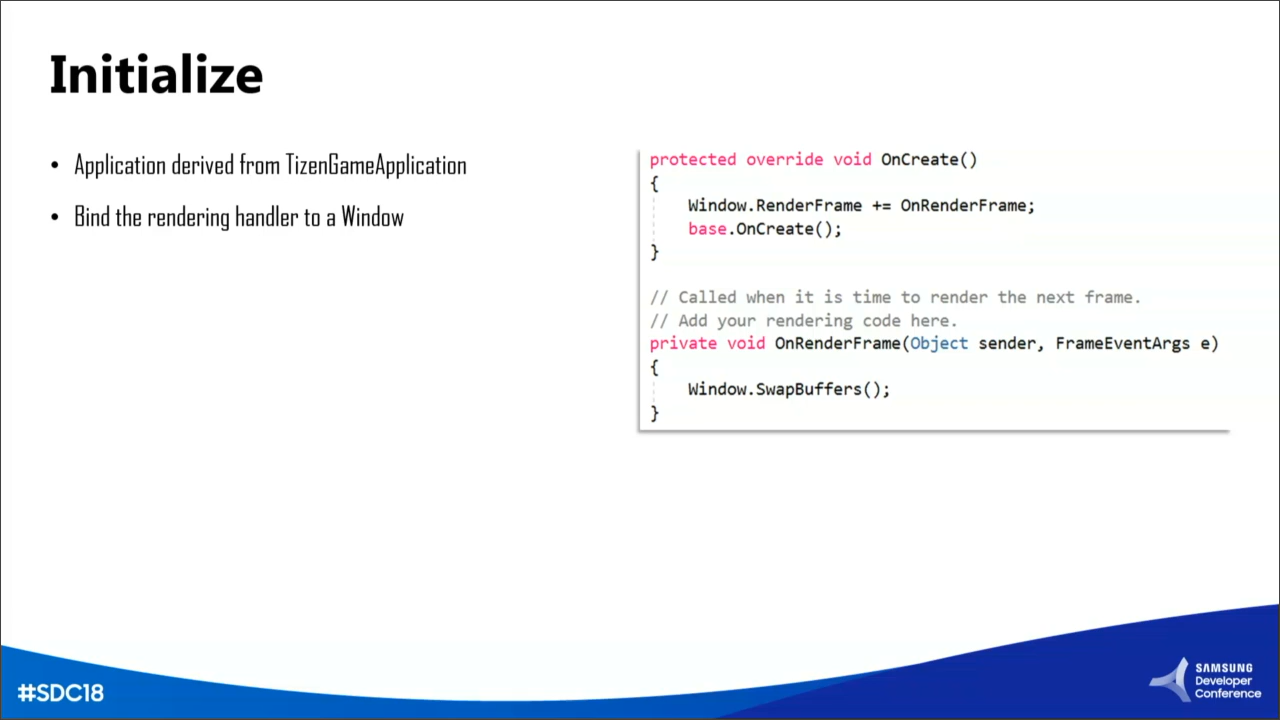 Initialize
• Application derived from TizenGameApplication
• Bind the rendering handler to a Window
protected override void OnCreate()
{
    Window.RenderFrame += OnRenderFrame;
    base.OnCreate();
}
// Called when it is time to render the next frame.
// Add your rendering code here.
private void OnRenderFrame(Object sender, FrameEventArgs e)
{
    Window.SwapBuffers();
}
#SDC18
SAMSUNG
Developer
Conference